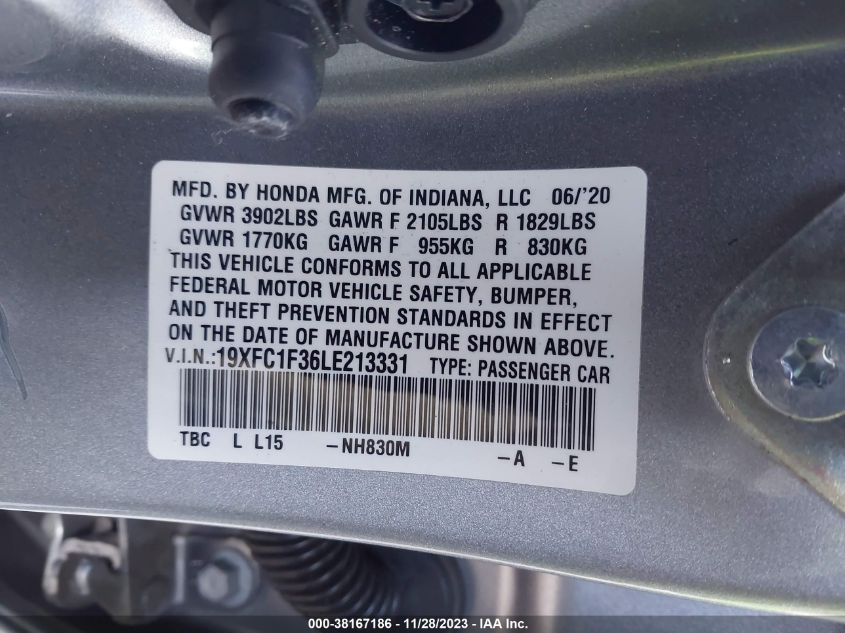 MFD. BY HONDA MFG. OF INDIANA, LLC 06/'20
GVWR 3902LBS GAWR F 2105LBS R 1829LBS
GVWR 1770KG GAWR F 955KG R 830KG
THIS VEHICLE CONFORMS TO ALL APPLICABLE
FEDERAL MOTOR VEHICLE SAFETY, BUMPER,
AND THEFT PREVENTION STANDARDS IN EFFECT
ON THE DATE OF MANUFACTURE SHOWN ABOVE.
V.I.N.:19XFC1F36LE213331 TYPE: PASSENGER CAR
TBC L L15 -NH830M -A -E
000-38167186 - 11/28/2023 - IAA Inc.